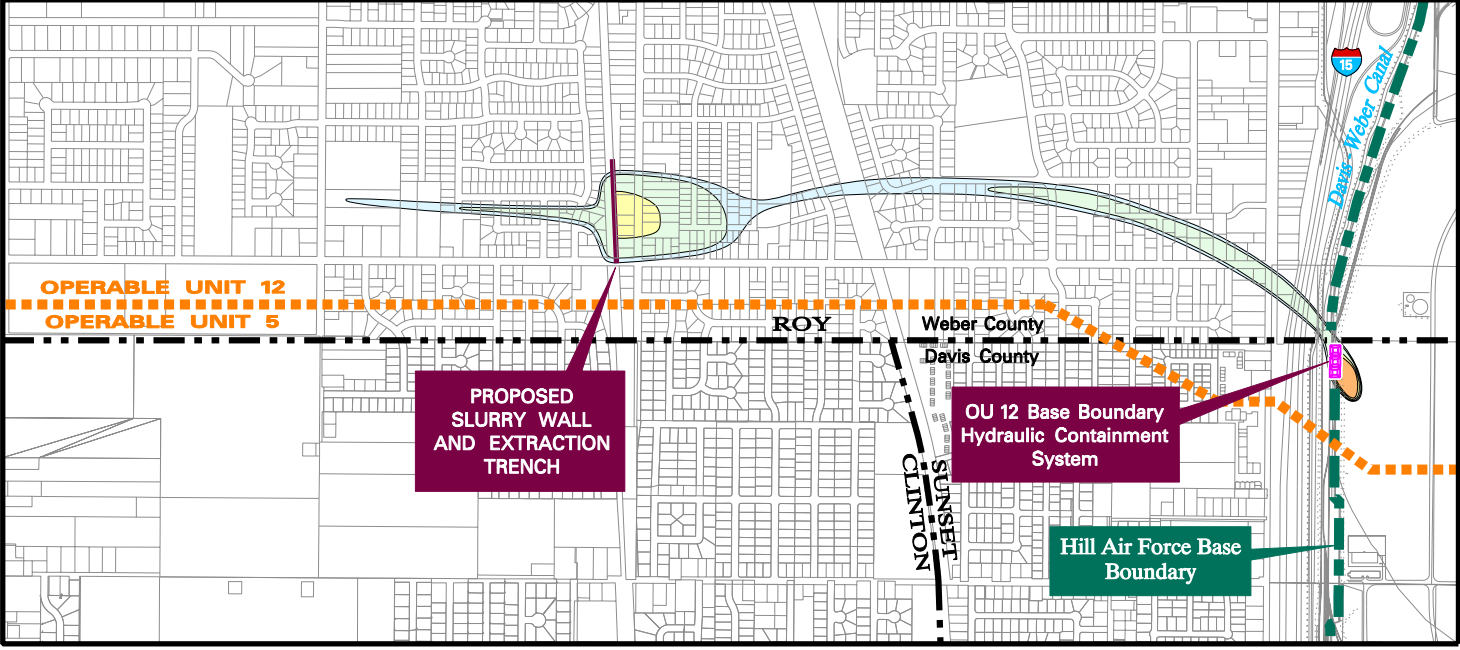 15
Davis - Weber Canal
OPERABLE UNIT 12
OPERABLE UNIT 5
ROY
Weber County
Davis County
PROPOSED
SLURRY WALL
AND EXTRACTION
TRENCH
OU 12 Base Boundary
Hydraulic Containment
System
SUNSET
CLINTON
Hill Air Force Base
Boundary